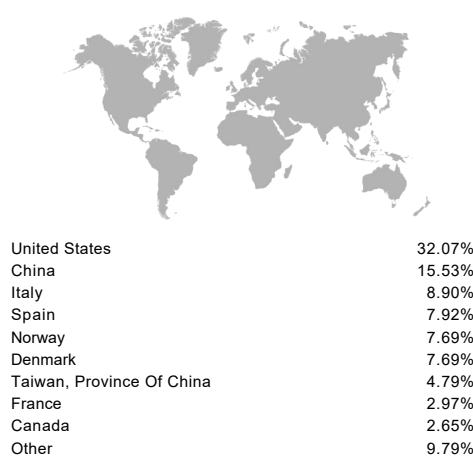 United States 32.07%
China 15.53%
Italy 8.90%
Spain 7.92%
Norway 7.69%
Denmark 7.69%
Taiwan, Province Of China 4.79%
France 2.97%
Canada 2.65%
Other 9.79%